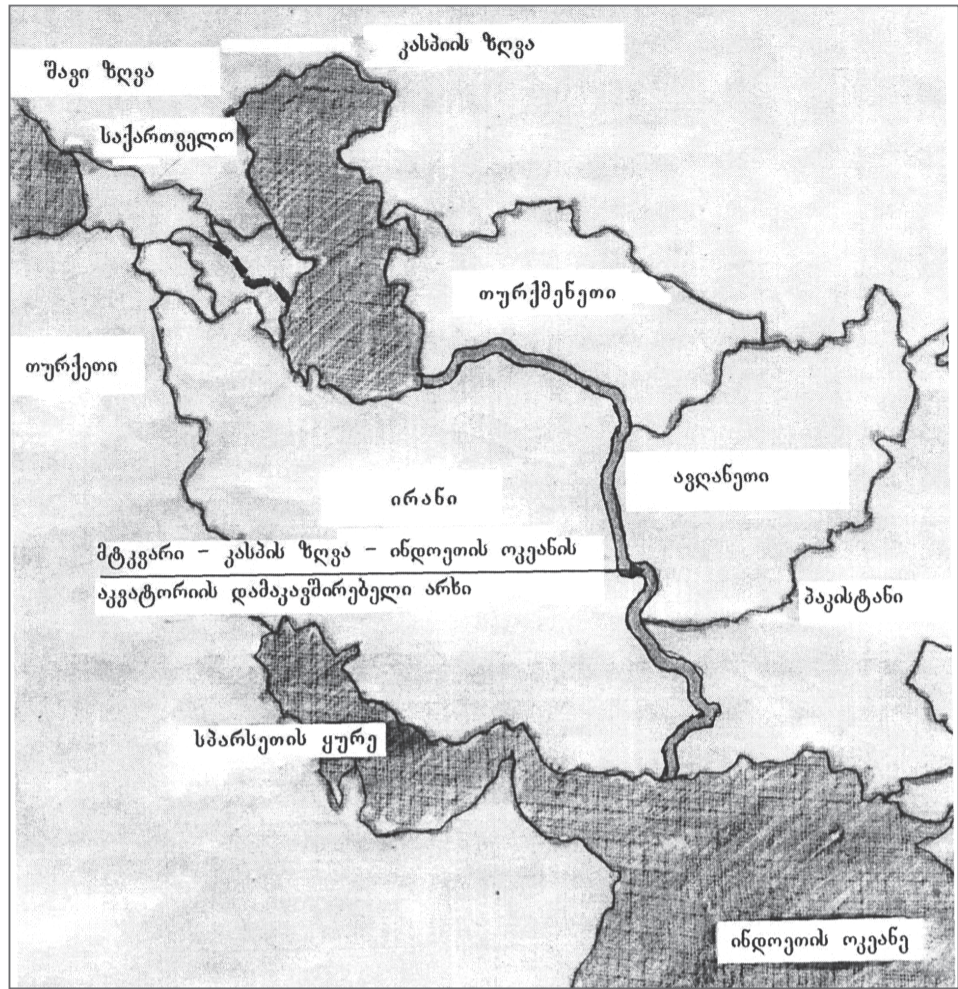 კასპიის ზღვა
შავი ზღვა
საქართველო
თურქმენეთი
თურქეთი
ავღანეთი
ირანი
მტკვარი – კასპის ზღვა – ინდოეთის ოკეანის
აკვატორიის დამაკავშირებელი არხი
პაკისტანი
სპარსეთის ყურე
ინდოეთის ოკეანე